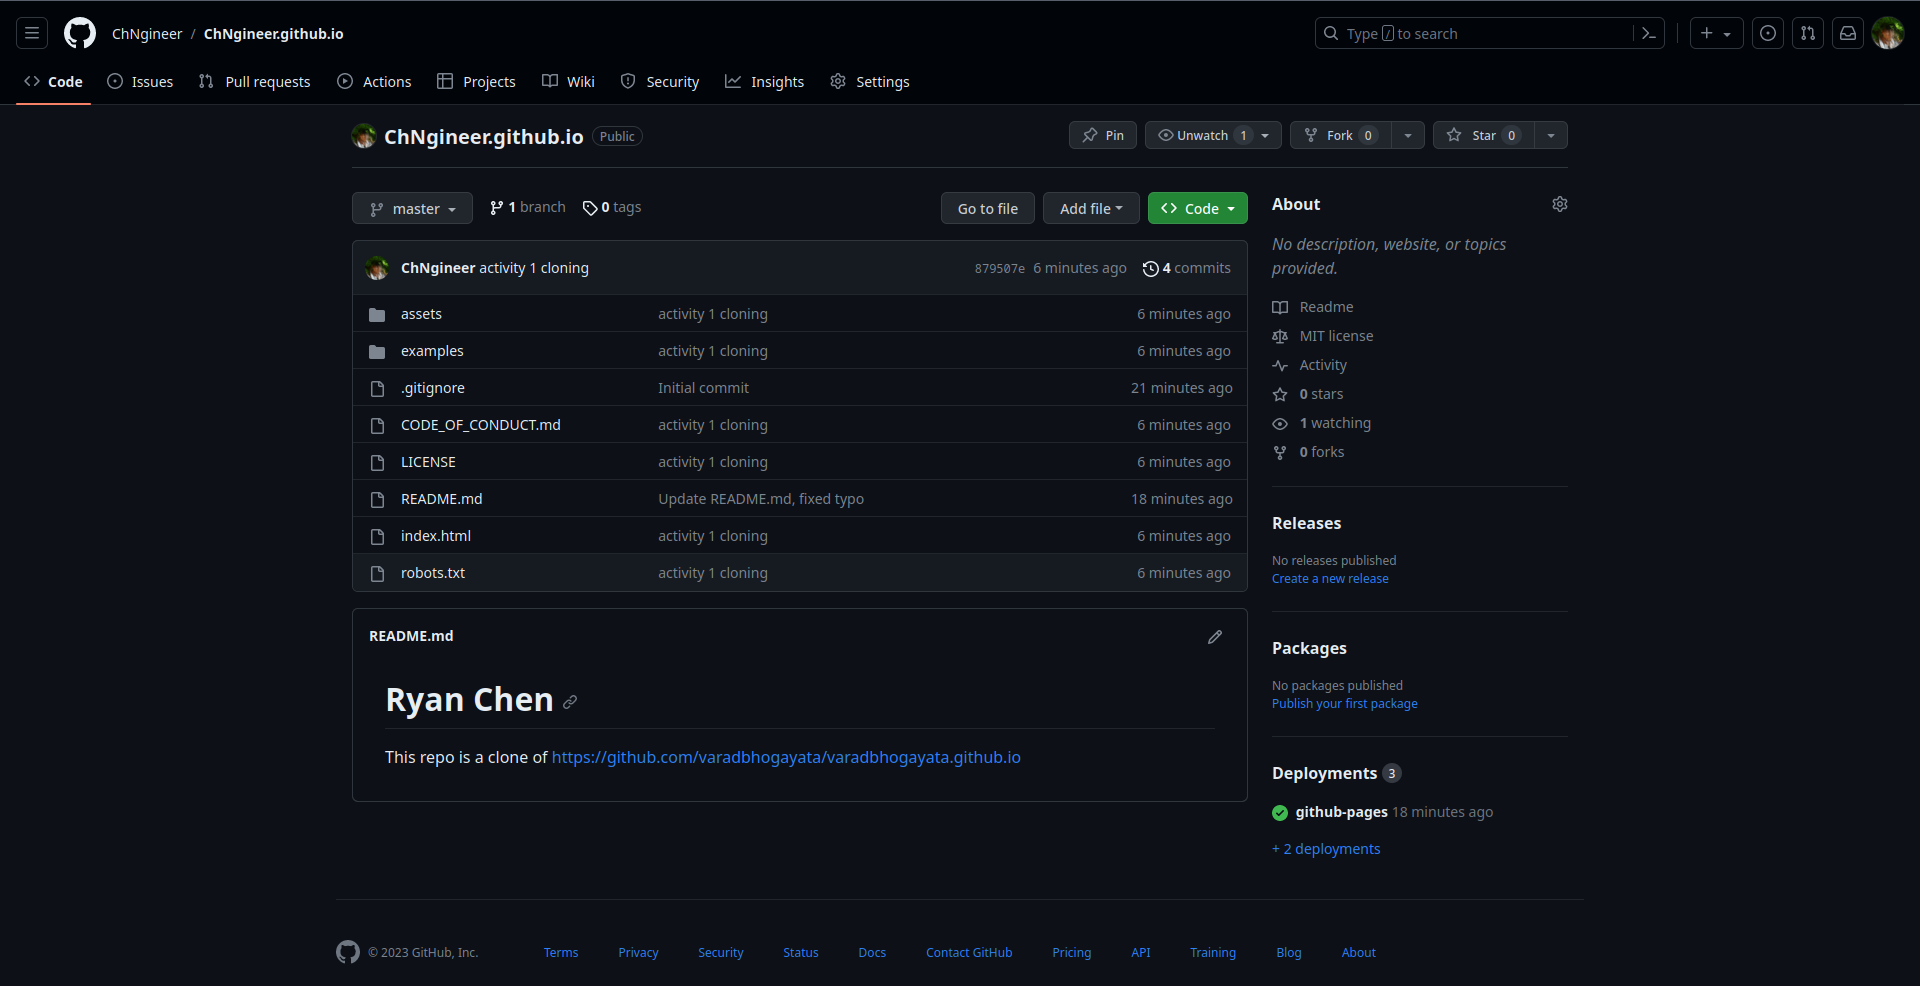 ChNgineer / ChNgineer.github.io
Type / to search
Code Issues Pull requests Actions Projects Wiki Security Insights Settings
ChNgineer.github.io Public
Pin Unwatch 1 Fork 0 Star 0
master 1 branch 0 tags Go to file Add file Code
ChNgineer activity 1 cloning 879507e 6 minutes ago 4 commits
assets activity 1 cloning 6 minutes ago
examples activity 1 cloning 6 minutes ago
.gitignore Initial commit 21 minutes ago
CODE_OF_CONDUCT.md activity 1 cloning 6 minutes ago
LICENSE activity 1 cloning 6 minutes ago
README.md Update README.md, fixed typo 18 minutes ago
index.html activity 1 cloning 6 minutes ago
robots.txt activity 1 cloning 6 minutes ago
README.md
Ryan Chen
This repo is a clone of https://github.com/varadbhogayata/varadbhogayata.github.io
About
No description, website, or topics
provided.
Readme
MIT license
Activity
0 stars
1 watching
0 forks
Releases
No releases published
Create a new release
Packages
No packages published
Publish your first package
Deployments 3
github-pages 18 minutes ago
+ 2 deployments
© 2023 GitHub, Inc. Terms Privacy Security Status Docs Contact GitHub Pricing API Training Blog About